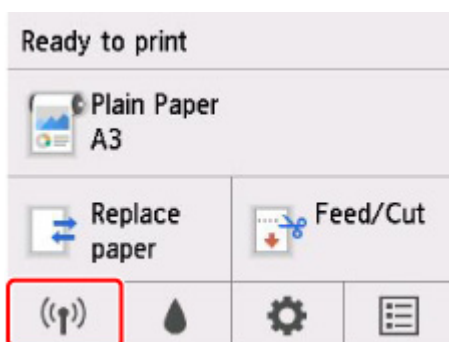 Ready to print
Plain Paper
A3
Replace
paper
Feed/Cut